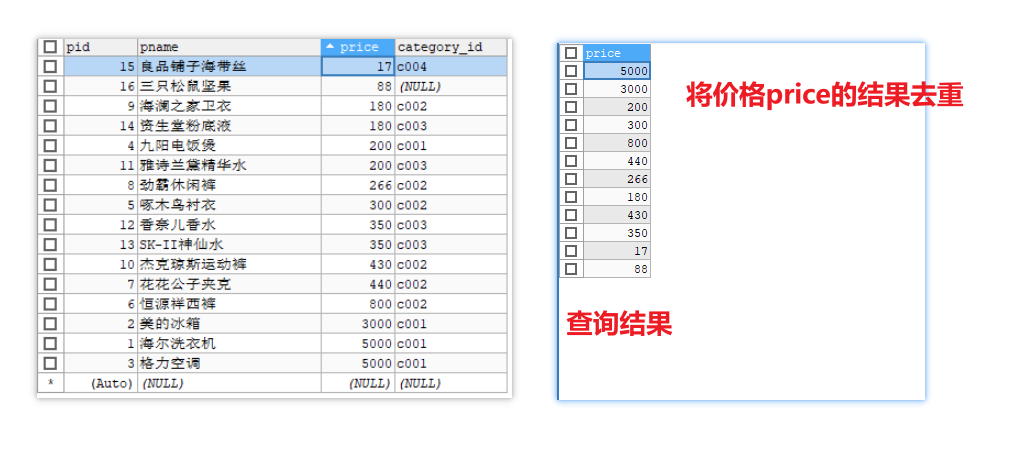 pid pname price category_id
15 良品铺子海带丝 17 c004
16 三只松鼠坚果 88 (NULL)
9 海澜之家卫衣 180 c002
14 资生堂粉底液 180 c003
4 九阳电饭煲 200 c001
11 雅诗兰黛精华水 200 c003
8 劲霸休闲裤 266 c002
5 啄木鸟衬衣 300 c002
12 香奈儿香水 350 c003
13 SK-II神仙水 350 c003
10 杰克琼斯运动裤 430 c002
7 花花公子夹克 440 c002
6 恒源祥西裤 800 c002
2 美的冰箱 3000 c001
1 海尔洗衣机 5000 c001
3 格力空调 5000 c001
* (Auto) (NULL) (NULL) (NULL)
price
5000
3000
200
300
800
440
266
180
430
350
17
88
将价格price的结果去重
查询结果